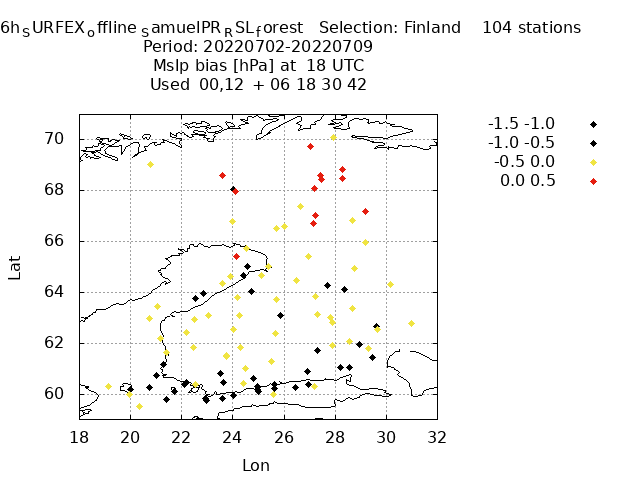 6hSURFEXoffline SamuelPRRSLforest Selection: Finland 104 stations
Period: 20220702-20220709
Mslp bias [hPa] at 18 UTC
Used 00,12 + 06 18 30 42
-1.5 -1.0
-1.0 -0.5
-0.5 0.0
0.0 0.5
70
68
66
64
62
60
Lat
18 20 22 24 26 28 30 32
Lon